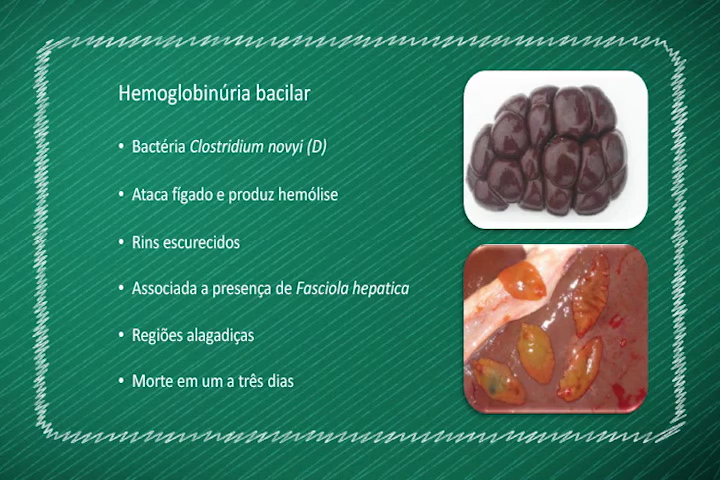 Hemoglobinúria bacilar
• Bactéria Clostridium novyi (D)
• Ataca fígado e produz hemólise
• Rins escurecidos
• Associada a presença de Fasciola hepatica
• Regiões alagadiças
• Morte em um a três dias